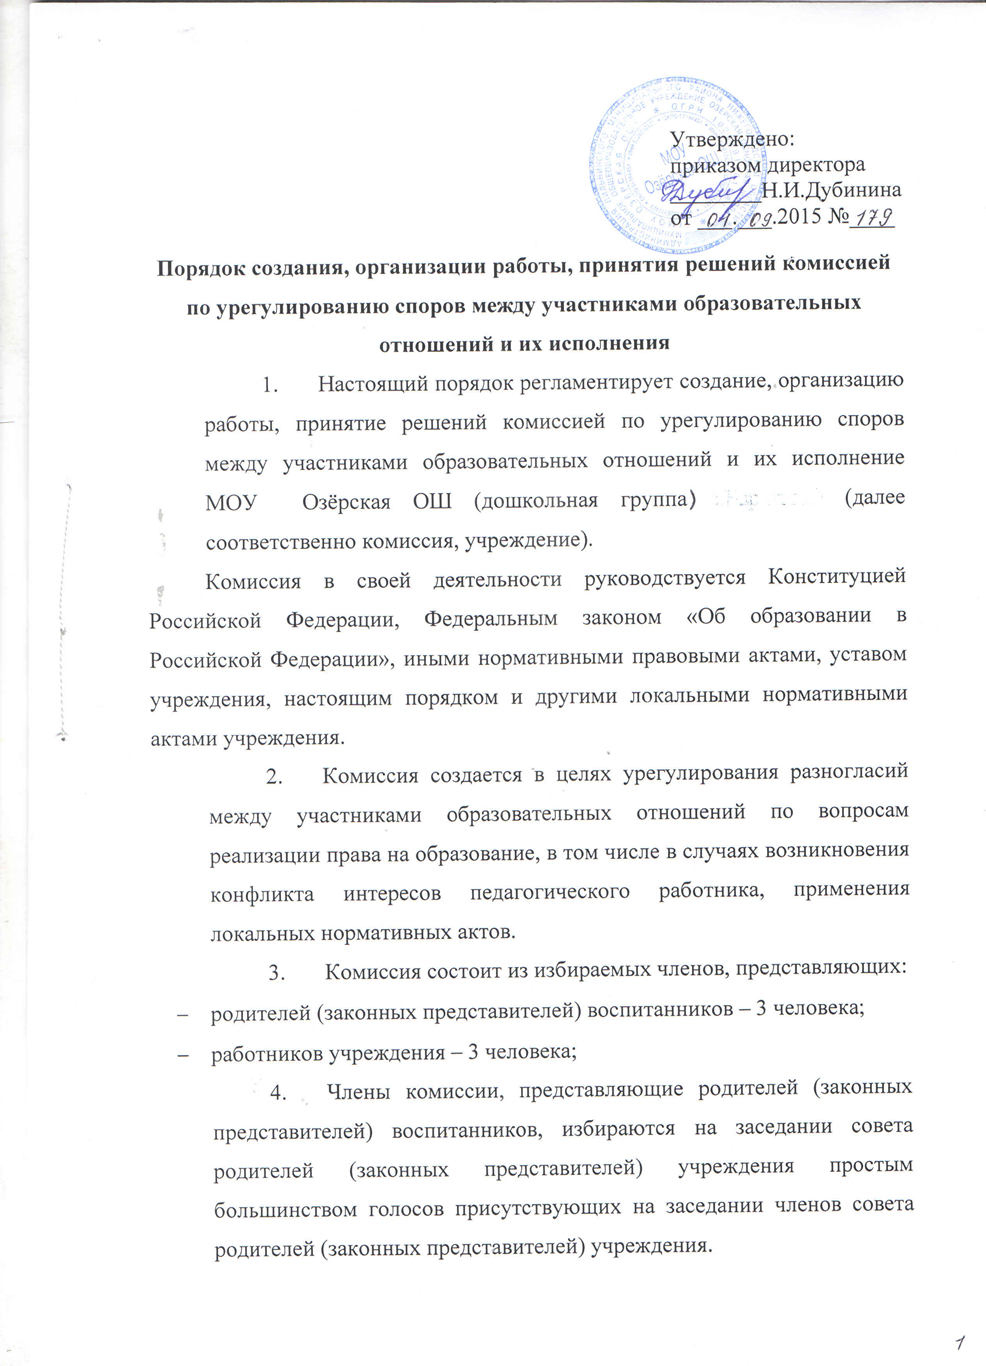 Утверждено:
приказом директора
Н.И.Дубинина
от 01.09.2015 №179
МОУ
Порядок создания, организации работы, принятия решений комиссией
по урегулированию споров между участниками образовательных
отношений и их исполнения
1. Настоящий порядок регламентирует создание, организацию
работы, принятие решений комиссией по урегулированию споров
между участниками образовательных отношений и их исполнение
МОУ Озёрская ОШ (дошкольная группа) (далее
соответственно комиссия, учреждение).
Комиссия в своей деятельности руководствуется Конституцией
Российской Федерации, Федеральным законом «Об образовании в
Российской Федерации», иными нормативными правовыми актами, уставом
учреждения, настоящим порядком и другими локальными нормативными
актами учреждения.
2. Комиссия создается в целях урегулирования разногласий
между участниками образовательных отношений по вопросам
реализации права на образование, в том числе в случаях возникновения
конфликта интересов педагогического работника, применения
локальных нормативных актов.
3. Комиссия состоит из избираемых членов, представляющих:
– родителей (законных представителей) воспитанников – 3 человека;
– работников учреждения – 3 человека;
4. Члены комиссии, представляющие родителей (законных
представителей) воспитанников, избираются на заседании совета
родителей (законных представителей) учреждения простым
большинством голосов присутствующих на заседании членов совета
родителей (законных представителей) учреждения.
1